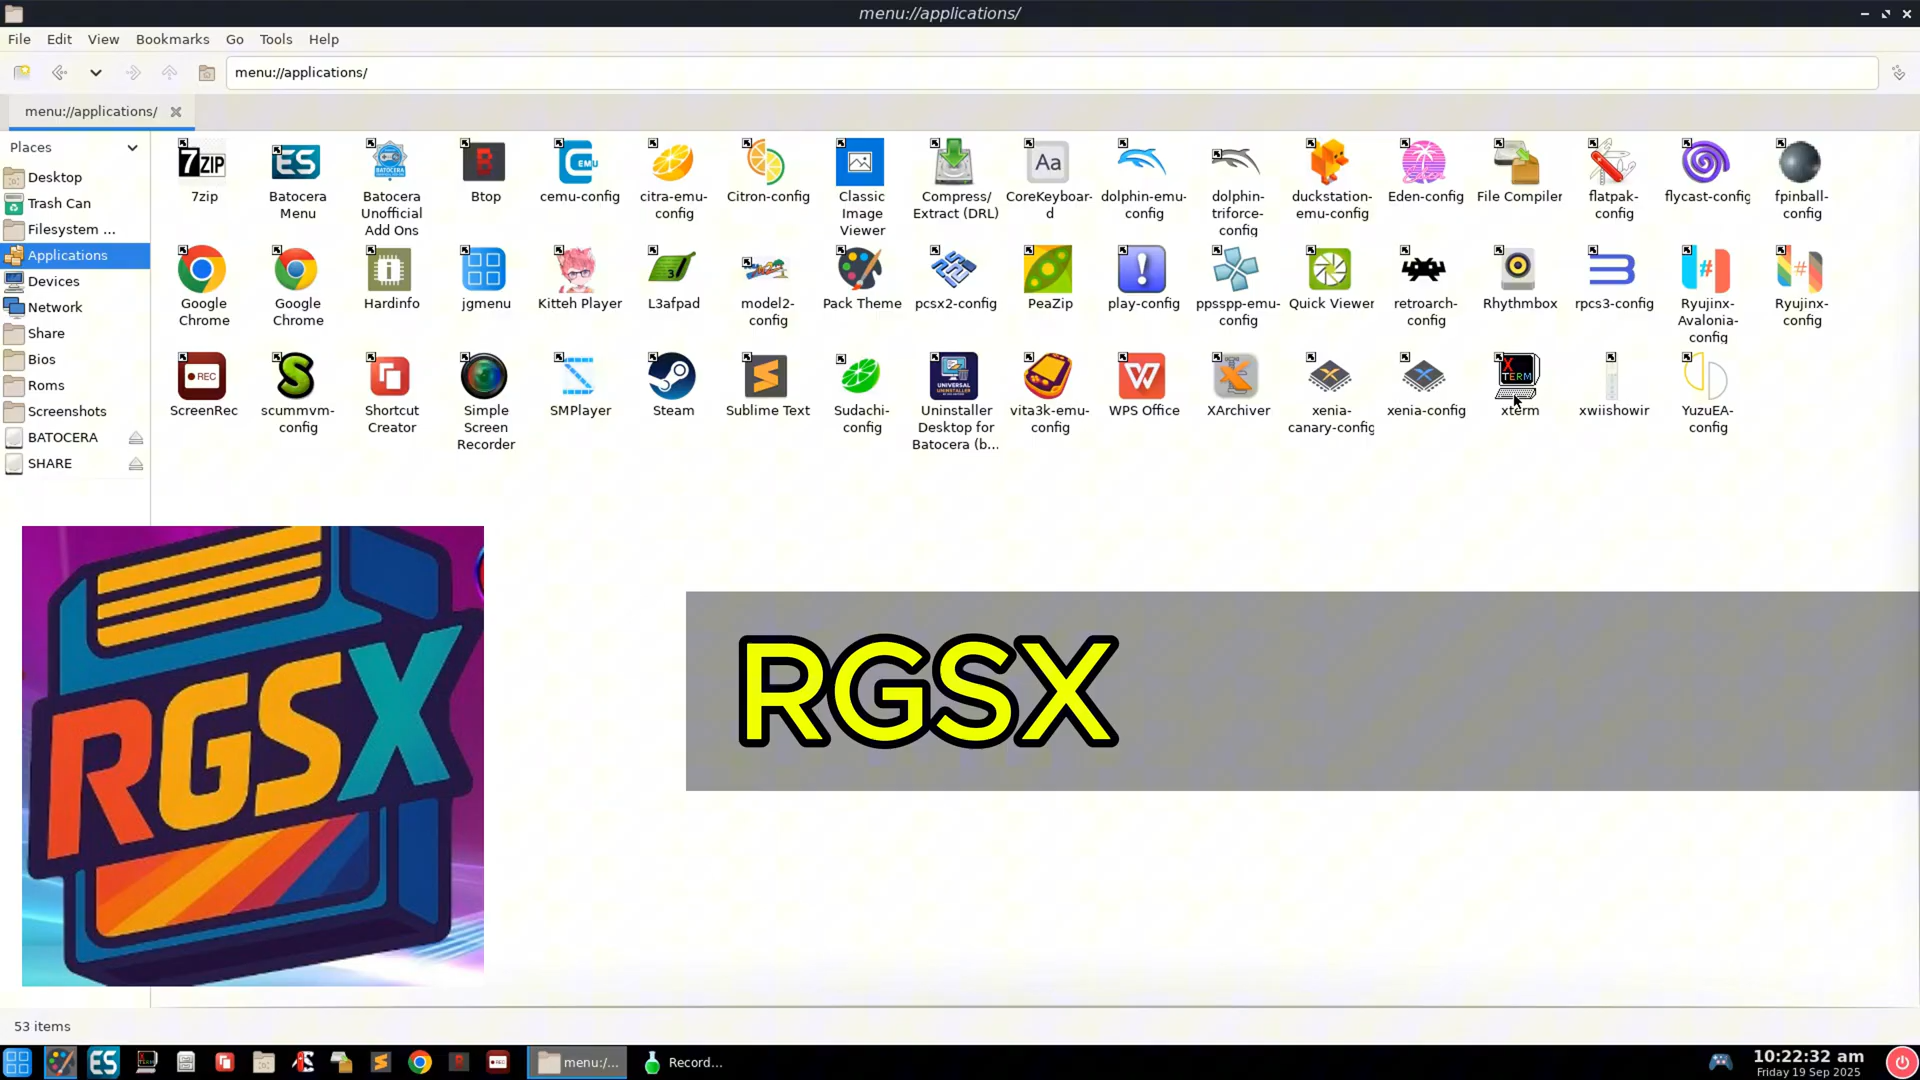 menu://applications/
File Edit View Bookmarks Go Tools Help
menu://applications/
menu://applications/
Places
Desktop
Trash Can
Filesystem ...
Applications
Devices
Network
Share
Bios
Roms
Screenshots
BATOCERA
SHARE
7zip
Batocera Menu
Batocera Unofficial Add Ons
Btop
cemu-config
citra-emu-config
Citron-config
Classic Image Viewer
Compress/ Extract (DRL)
CoreKeyboard
dolphin-emu-config
dolphin-triforce-config
duckstation-emu-config
Eden-config
File Compiler
flatpak-config
flycast-config
fpinball-config
Google Chrome
Google Chrome
Hardinfo
jgmenu
Kitteh Player
L3afpad
model2-config
Pack Theme
pcsx2-config
PeaZip
play-config
ppsspp-emu-config
Quick Viewer
retroarch-config
Rhythmbox
rpcs3-config
Ryujinx-Avalonia-config
Ryujinx-config
ScreenRec
scummvm-config
Shortcut Creator
Simple Screen Recorder
SMPlayer
Steam
Sublime Text
Sudachi-config
Uninstaller Desktop for Batocera (b...
vita3k-emu-config
WPS Office
XArchiver
xenia-canary-config
xenia-config
xterm
xwiishowir
YuzuEA-config
RGSX
RGSX
53 items
menu:/...
Record...
10:22:32 am
Friday 19 Sep 2025